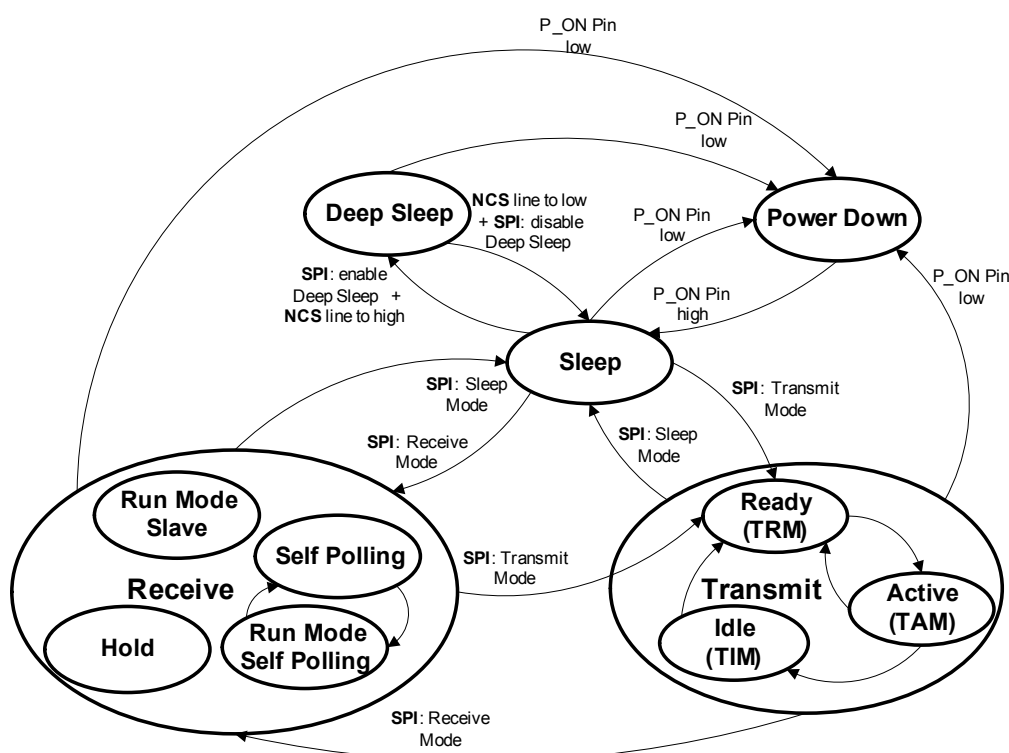 P_ON Pin
low
P_ON Pin
low
Deep Sleep
NCS line to low
+ SPI: disable
Deep Sleep
P_ON Pin
low
Power Down
SPI: enable
Deep Sleep +
NCS line to high
P_ON Pin
high
P_ON Pin
low
Sleep
SPI: Sleep
Mode
SPI: Transmit
Mode
SPI: Receive
Mode
SPI: Sleep
Mode
Run Mode
Slave
Self Polling
Receive
Hold
Run Mode
Self Polling
SPI: Transmit
Mode
Ready
(TRM)
Transmit
Active
(TAM)
Idle
(TIM)
SPI: Receive
Mode